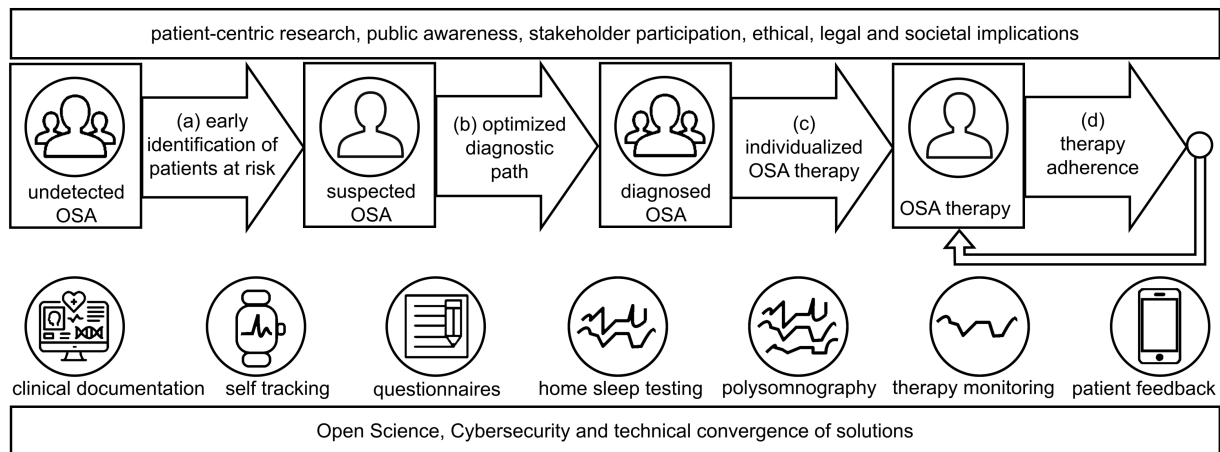 patient-centric research, public awareness, stakeholder participation, ethical, legal and societal implications
undetected
OSA
(a) early
identification of
patients at risk
suspected
OSA
(b) optimized
diagnostic
path
diagnosed
OSA
(c)
individualized
OSA therapy
OSA therapy
(d)
therapy
adherence
clinical documentation
self tracking
questionnaires
home sleep testing
polysomnography
therapy monitoring
patient feedback
Open Science, Cybersecurity and technical convergence of solutions